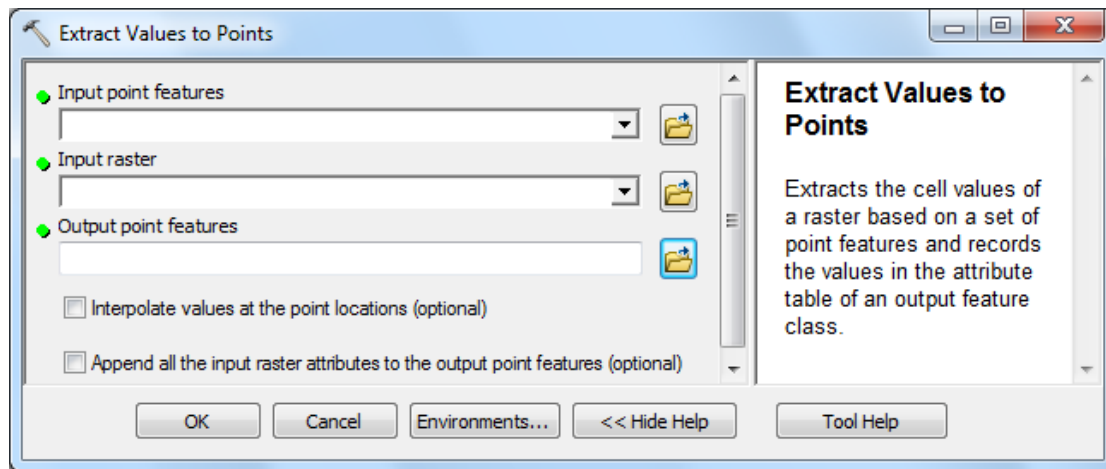 Extract Values to Points
Input point features
Input raster
Output point features
Interpolate values at the point locations (optional)
Append all the input raster attributes to the output point features (optional)
Extract Values to
Points
Extracts the cell values of
a raster based on a set of
point features and records
the values in the attribute
table of an output feature
class.
OK
Cancel
Environments...
<< Hide Help
Tool Help